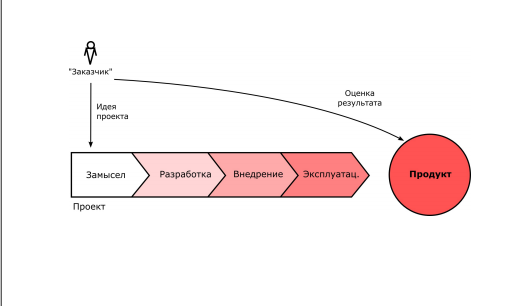 "Заказчик"
Идея
проекта
Оценка
результата
Замысел
Разработка
Внедрение
Эксплуатац.
Продукт
Проект